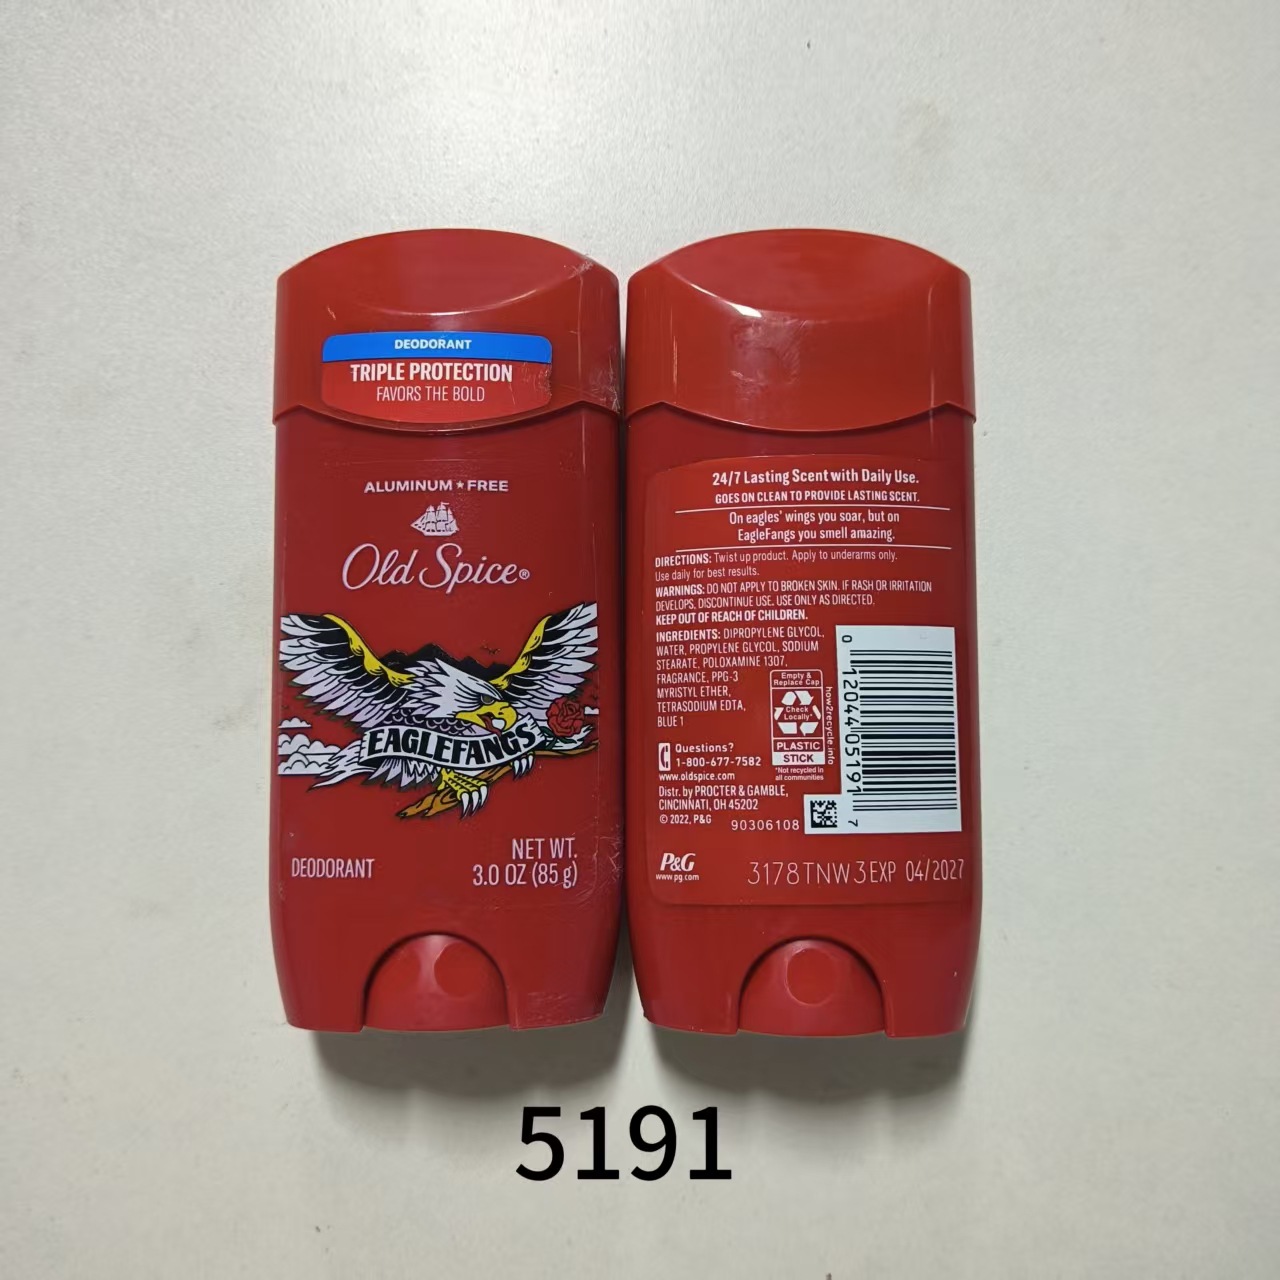 DEODORANT
TRIPLE PROTECTION
FAVORS THE BOLD
ALUMINUM★FREE
Old Spice®
EAGLEFANGS
DEODORANT
NET WT.
3.0 OZ (85 g)
24/7 Lasting Scent with Daily Use.
GOES ON CLEAN TO PROVIDE LASTING SCENT.
On eagles' wings you soar, but on
EagleFangs you smell amazing.
DIRECTIONS: Twist up product. Apply to underarms only.
Use daily for best results.
WARNINGS: DO NOT APPLY TO BROKEN SKIN. IF RASH OR IRRITATION
DEVELOPS, DISCONTINUE USE. USE ONLY AS DIRECTED.
KEEP OUT OF REACH OF CHILDREN.
INGREDIENTS: DIPROPYLENE GLYCOL,
WATER, PROPYLENE GLYCOL, SODIUM
STEARATE, POLOXAMINE 1307,
FRAGRANCE, PPG-3
MYRISTYL ETHER,
TETRASODIUM EDTA,
BLUE 1
Empty &
Replace Cap
Check
Locally*
PLASTIC
STICK
*Not recycled in
all communities
how2recycle.info
0 12044 05191 7
Questions?
1-800-677-7582
www.oldspice.com
Distr. by PROCTER & GAMBLE,
CINCINNATI, OH 45202
© 2022, P&G
90306108
P&G
www.pg.com
3178TNW3EXP 04/2027
5191